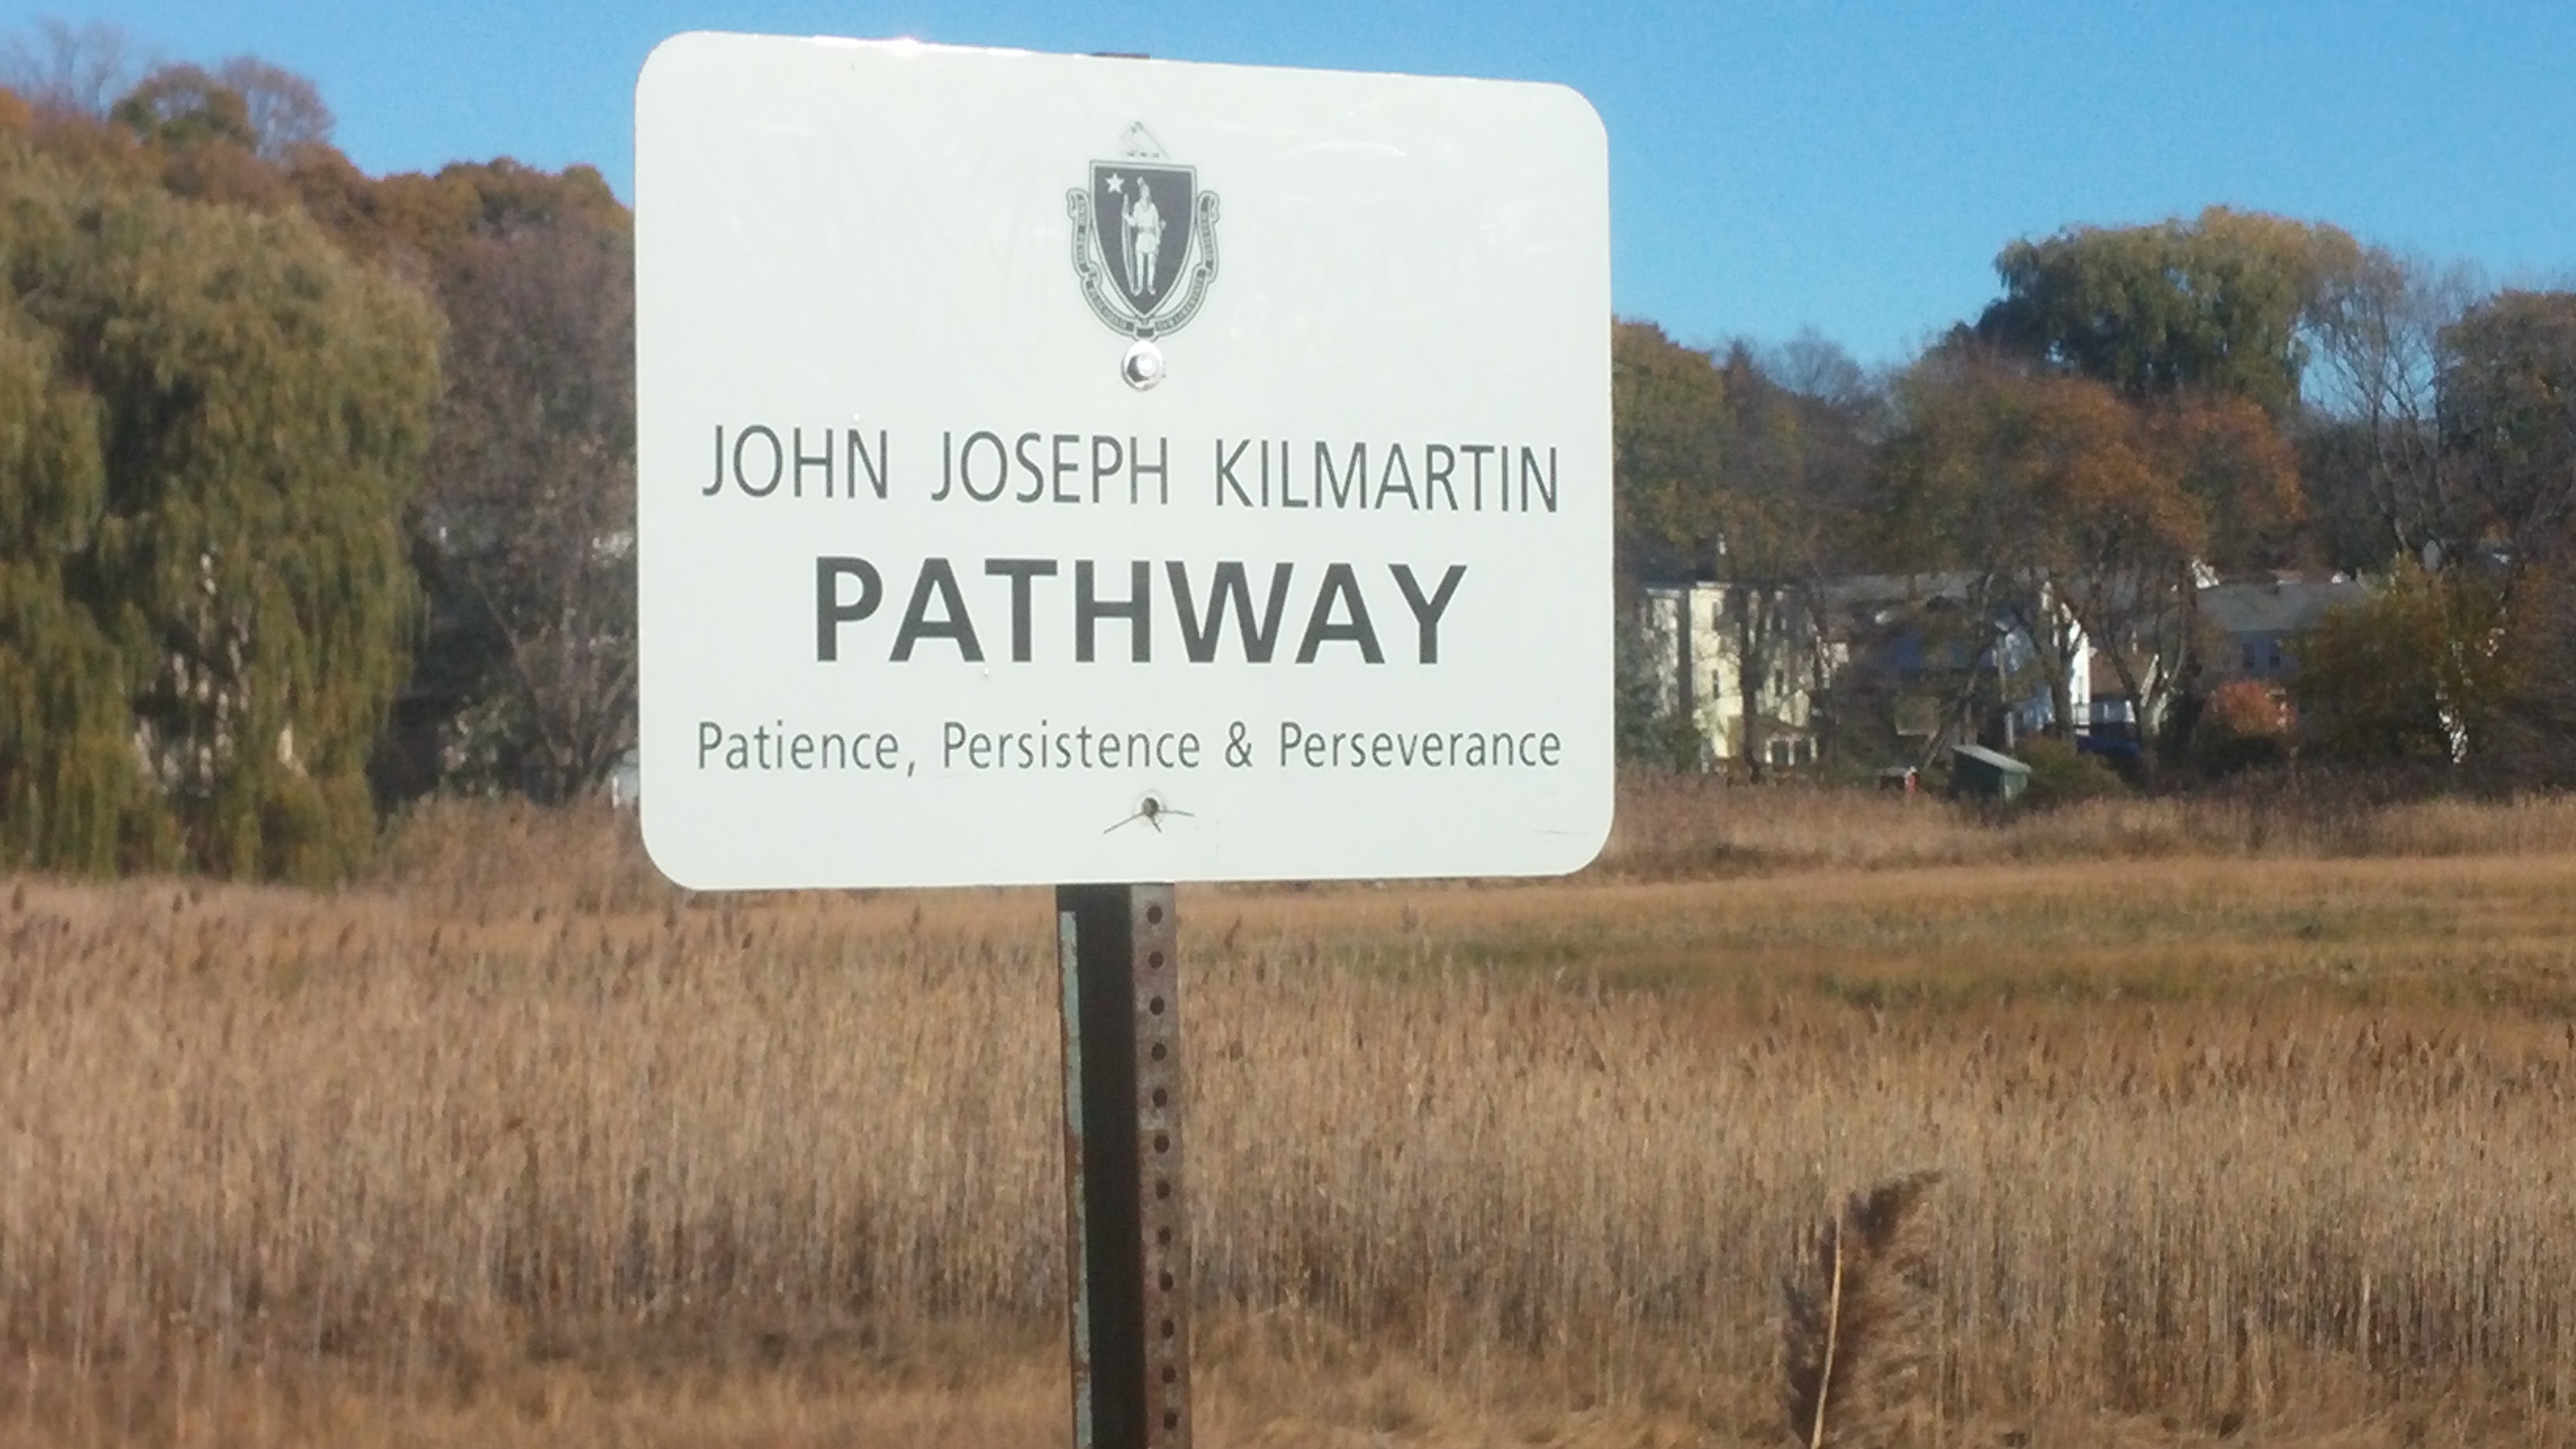 JOHN JOSEPH KILMARTIN
PATHWAY
Patience, Persistence & Perseverance